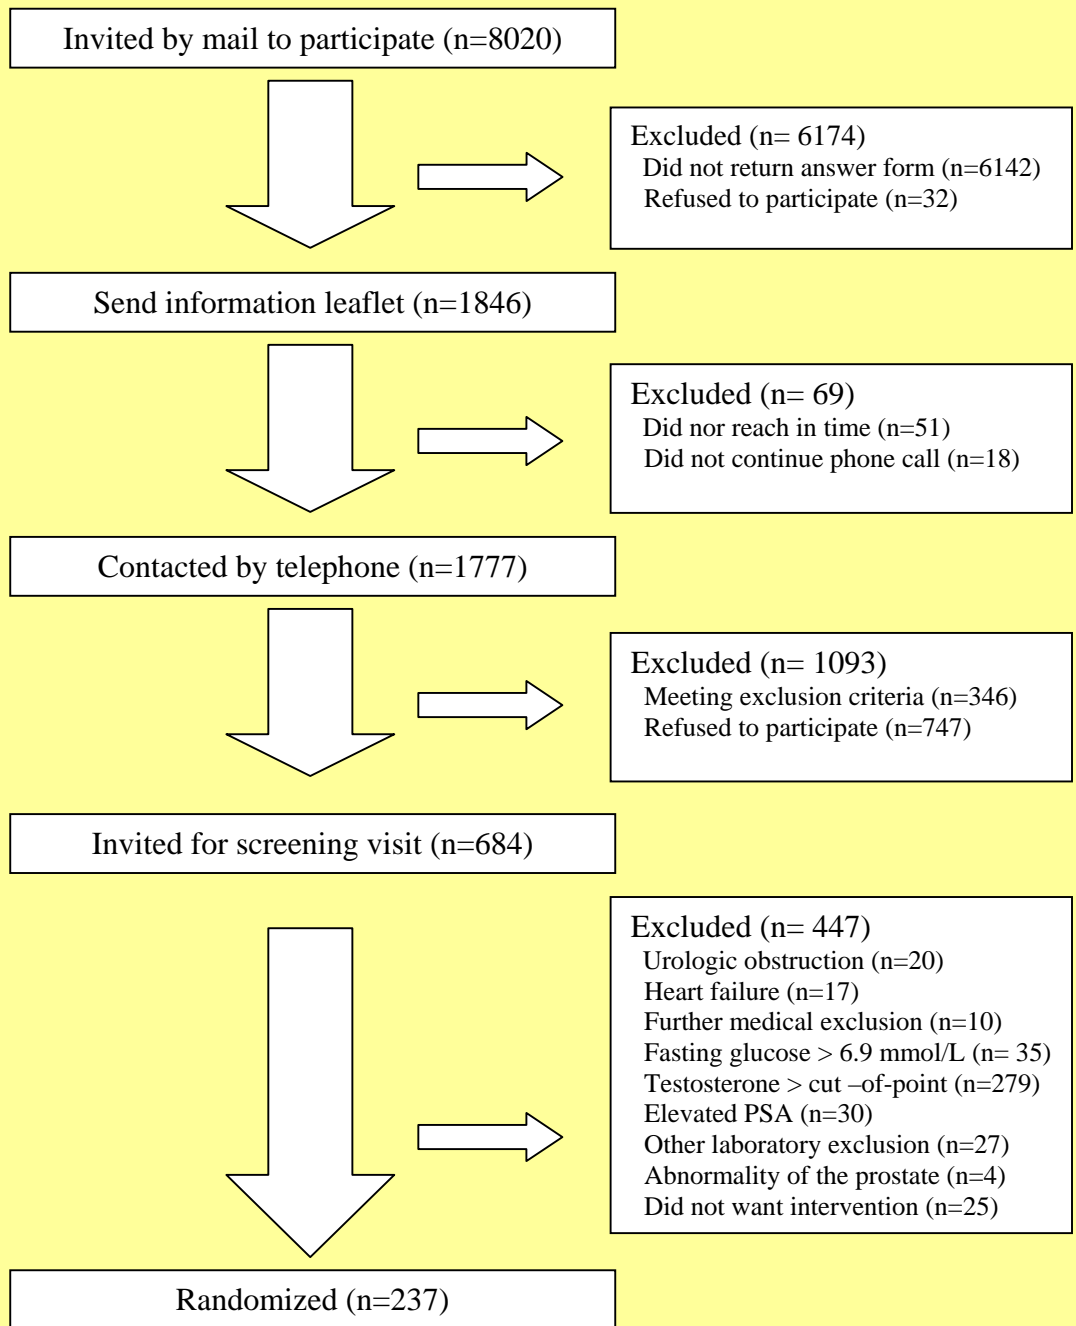 Invited by mail to participate (n=8020)
Excluded (n= 6174)
Did not return answer form (n=6142)
Refused to participate (n=32)
Send information leaflet (n=1846)
Excluded (n= 69)
Did nor reach in time (n=51)
Did not continue phone call (n=18)
Contacted by telephone (n=1777)
Excluded (n= 1093)
Meeting exclusion criteria (n=346)
Refused to participate (n=747)
Invited for screening visit (n=684)
Excluded (n= 447)
Urologic obstruction (n=20)
Heart failure (n=17)
Further medical exclusion (n=10)
Fasting glucose > 6.9 mmol/L (n= 35)
Testosterone > cut –of-point (n=279)
Elevated PSA (n=30)
Other laboratory exclusion (n=27)
Abnormality of the prostate (n=4)
Did not want intervention (n=25)
Randomized (n=237)